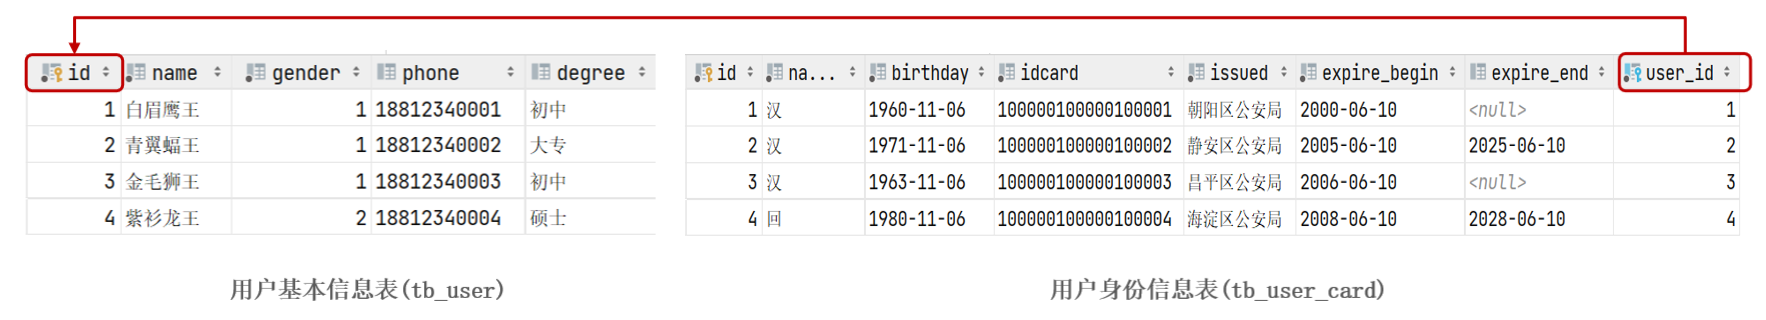 id name gender phone degree
1 白眉鹰王 1 18812340001 初中
2 青翼蝠王 1 18812340002 大专
3 金毛狮王 1 18812340003 初中
4 紫衫龙王 2 18812340004 硕士
用户基本信息表(tb_user)
id na... birthday idcard issued expire_begin expire_end user_id
1 汉 1960-11-06 100000100000100001 朝阳区公安局 2000-06-10 <null> 1
2 汉 1971-11-06 100000100000100002 静安区公安局 2005-06-10 2025-06-10 2
3 汉 1963-11-06 100000100000100003 昌平区公安局 2006-06-10 <null> 3
4 回 1980-11-06 100000100000100004 海淀区公安局 2008-06-10 2028-06-10 4
用户身份信息表(tb_user_card)